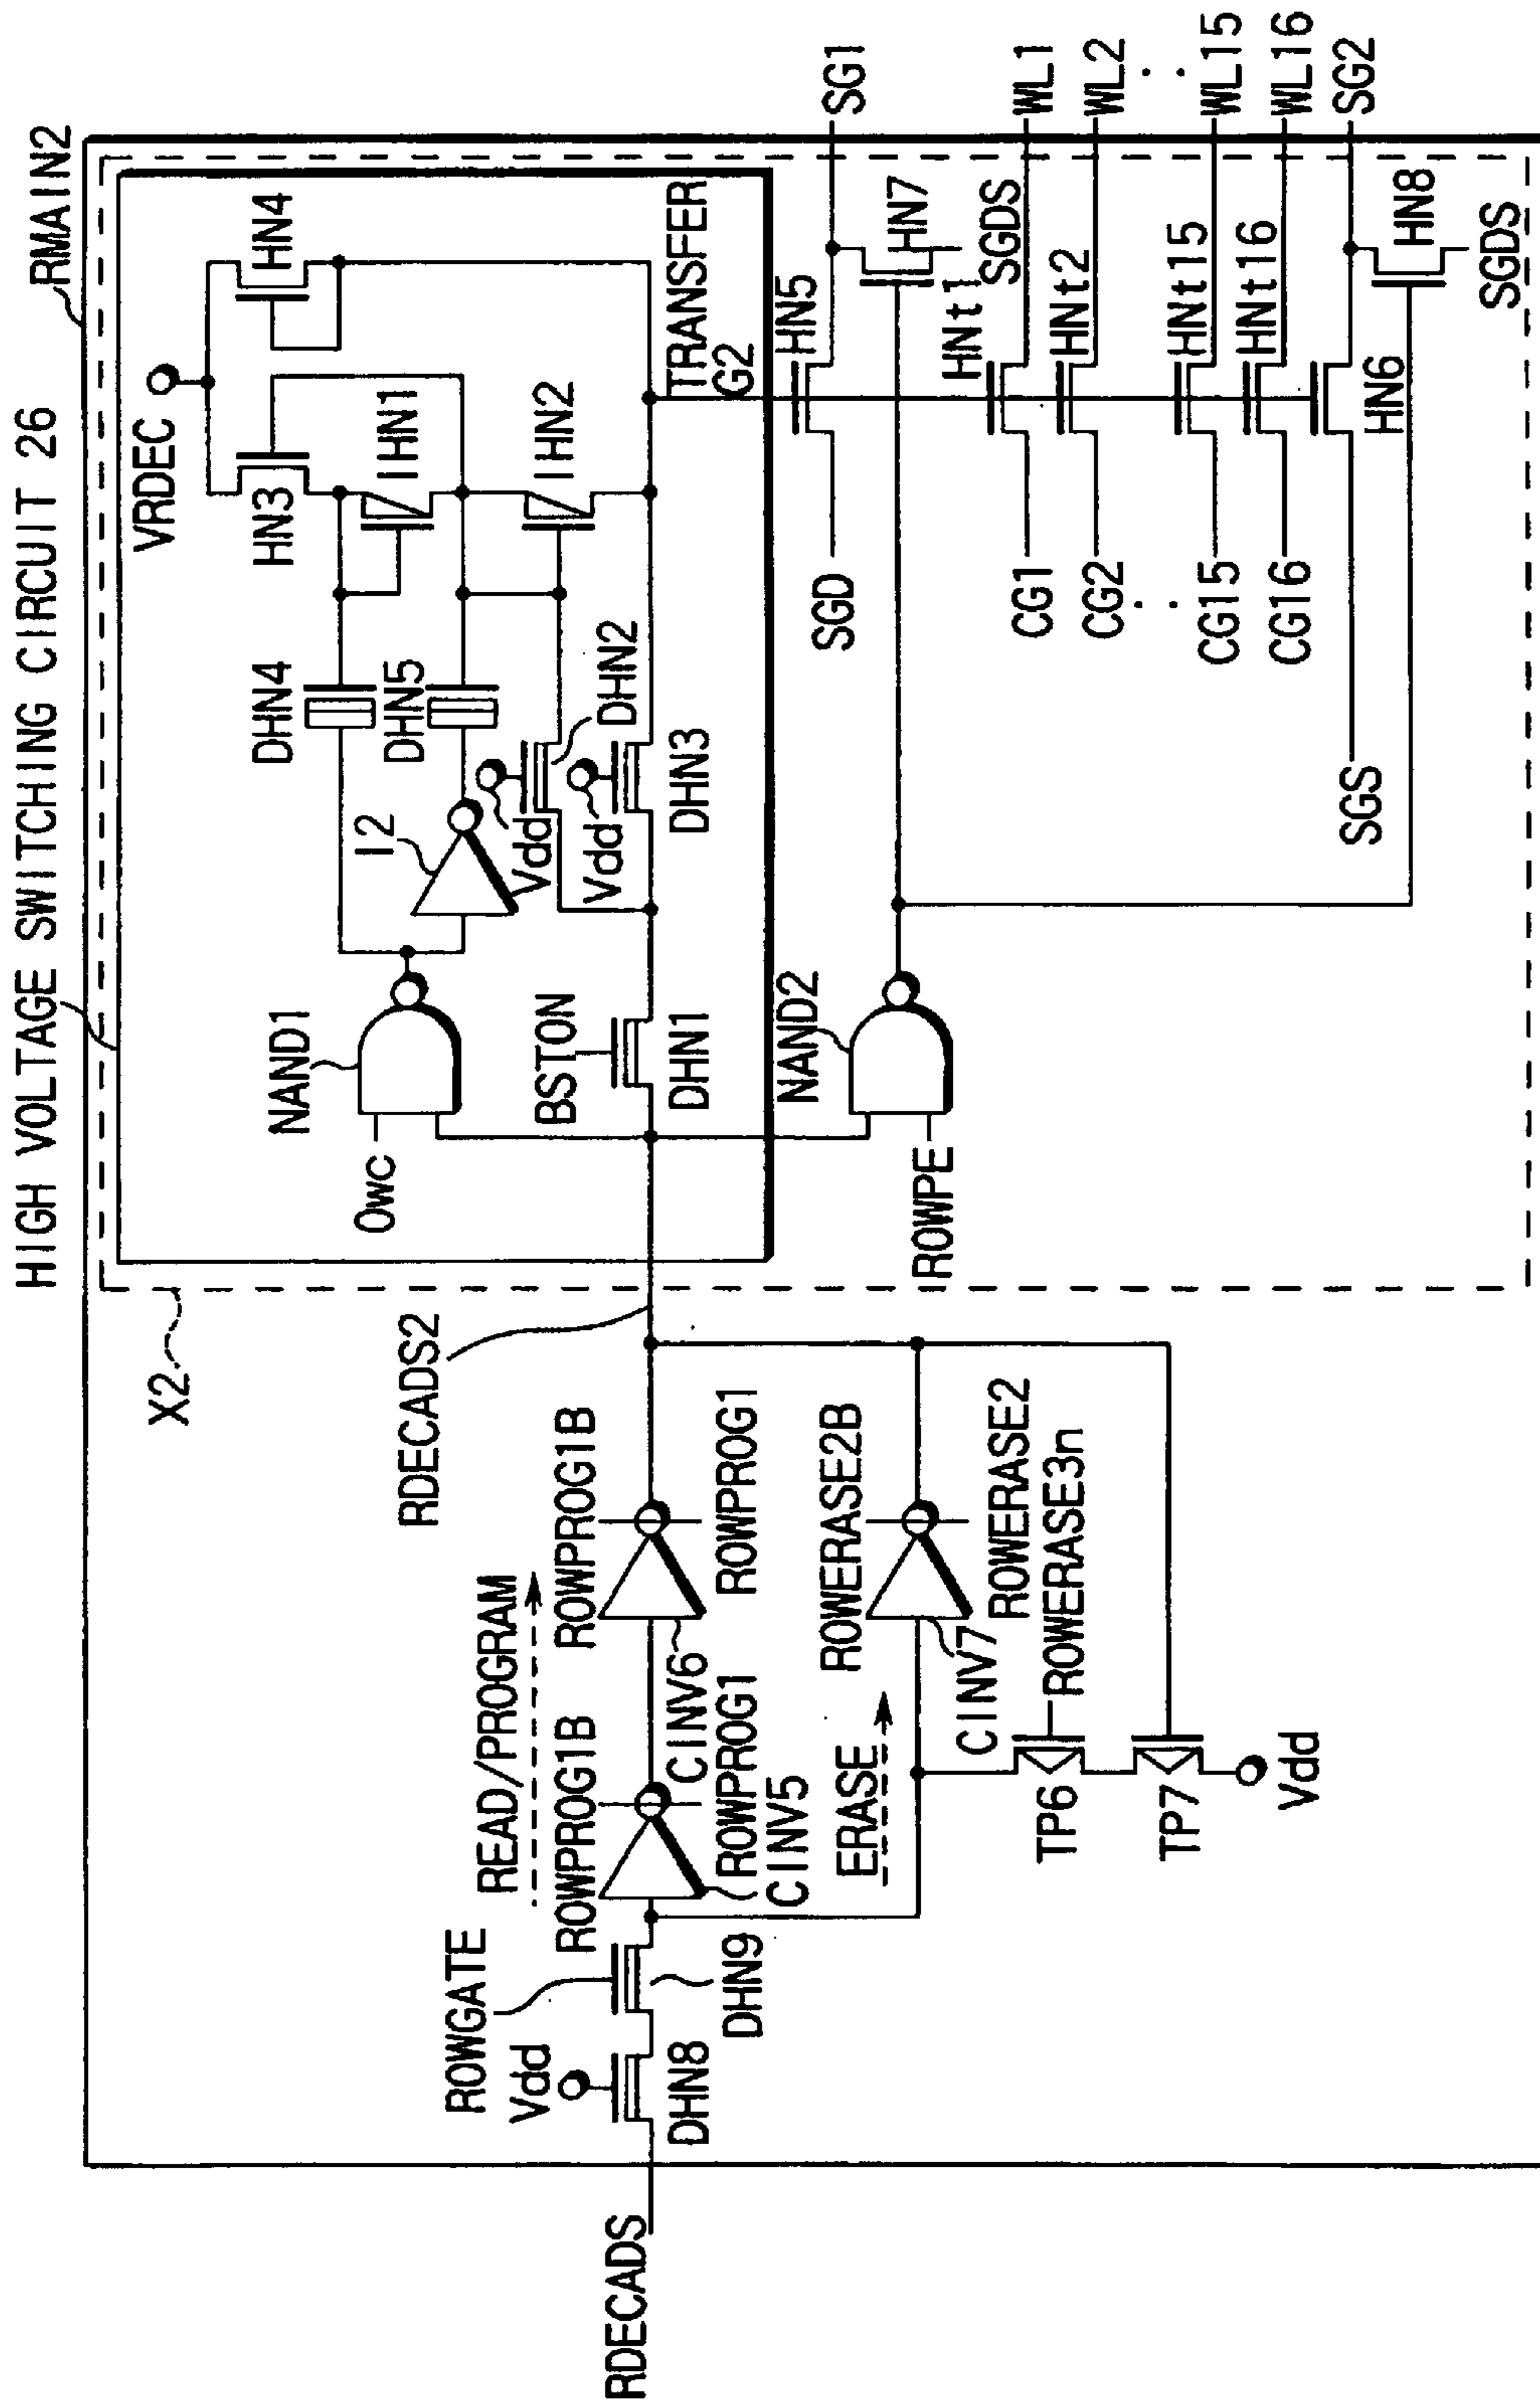 HIGH VOLTAGE SWITCHING CIRCUIT 26
RMAIN2
X2
VRDEC
HN4
HN3
IHN1
IHN2
DHN4
DHN5
DHN2
I2
Vdd
Vdd
DHN3
NAND1
Owc
BSTON
DHN1
TRANSFER
G2
RDECADS
Vdd
DHN8
ROWGATE
DHN9
READ/PROGRAM
ROWPROG1B
ROWPROG1
CINV5
ROWPROG1B
CINV6
ROWPROG1
RDECADS2
ERASE
ROWERASE2B
CINV7
ROWERASE2
ROWERASE3n
TP6
TP7
Vdd
NAND2
ROWPE
SGD
HN5
SG1
HN7
SGDS
CG1
HNt1
WL1
CG2
HNt2
WL2
CG15
HNt15
WL15
CG16
HNt16
WL16
SGS
HN6
SG2
HN8
SGDS